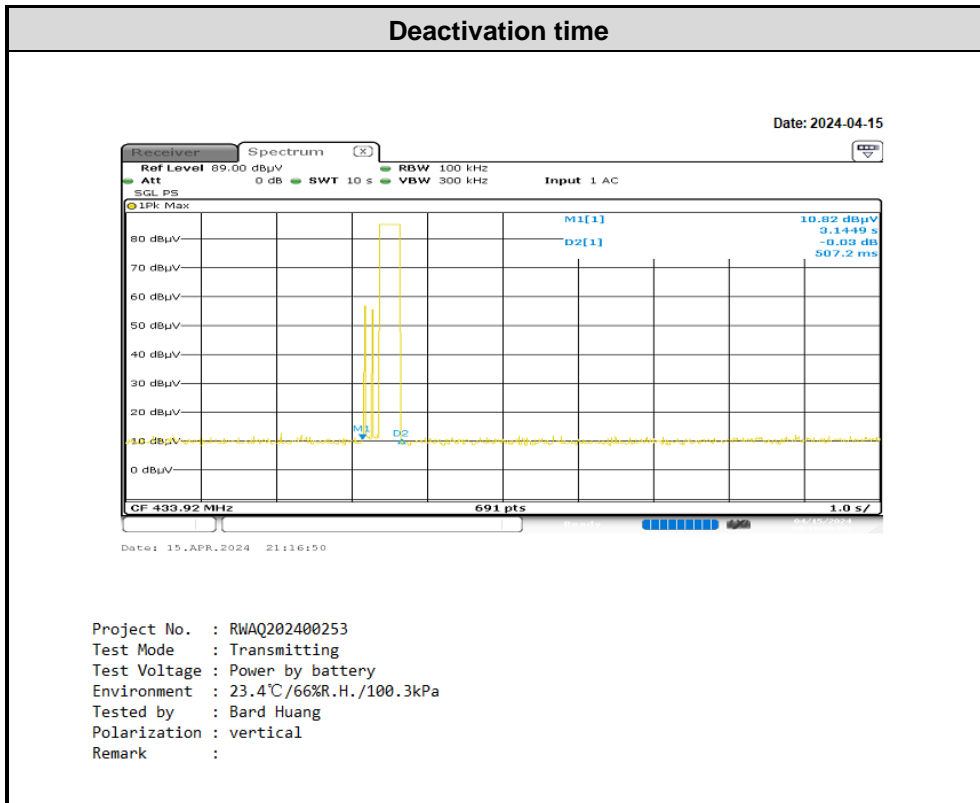 Deactivation time
Date: 2024-04-15
Receiver Spectrum X
Ref Level 89.00 dBµV RBW 100 kHz
Att 0 dB SWT 10 s VBW 300 kHz Input 1 AC
SGL PS
1Pk Max
M1[1] 10.82 dBµV
3.1449 s
D2[1] -0.03 dB
507.2 ms
80 dBµV
70 dBµV
60 dBµV
50 dBµV
40 dBµV
30 dBµV
20 dBµV
M1 D2
10 dBµV
0 dBµV
CF 433.92 MHz 691 pts 1.0 s/
Ready 04/15/2024
Date: 15.APR.2024 21:16:50
Project No. : RWAQ202400253
Test Mode : Transmitting
Test Voltage : Power by battery
Environment : 23.4℃/66%R.H./100.3kPa
Tested by : Bard Huang
Polarization : vertical
Remark :